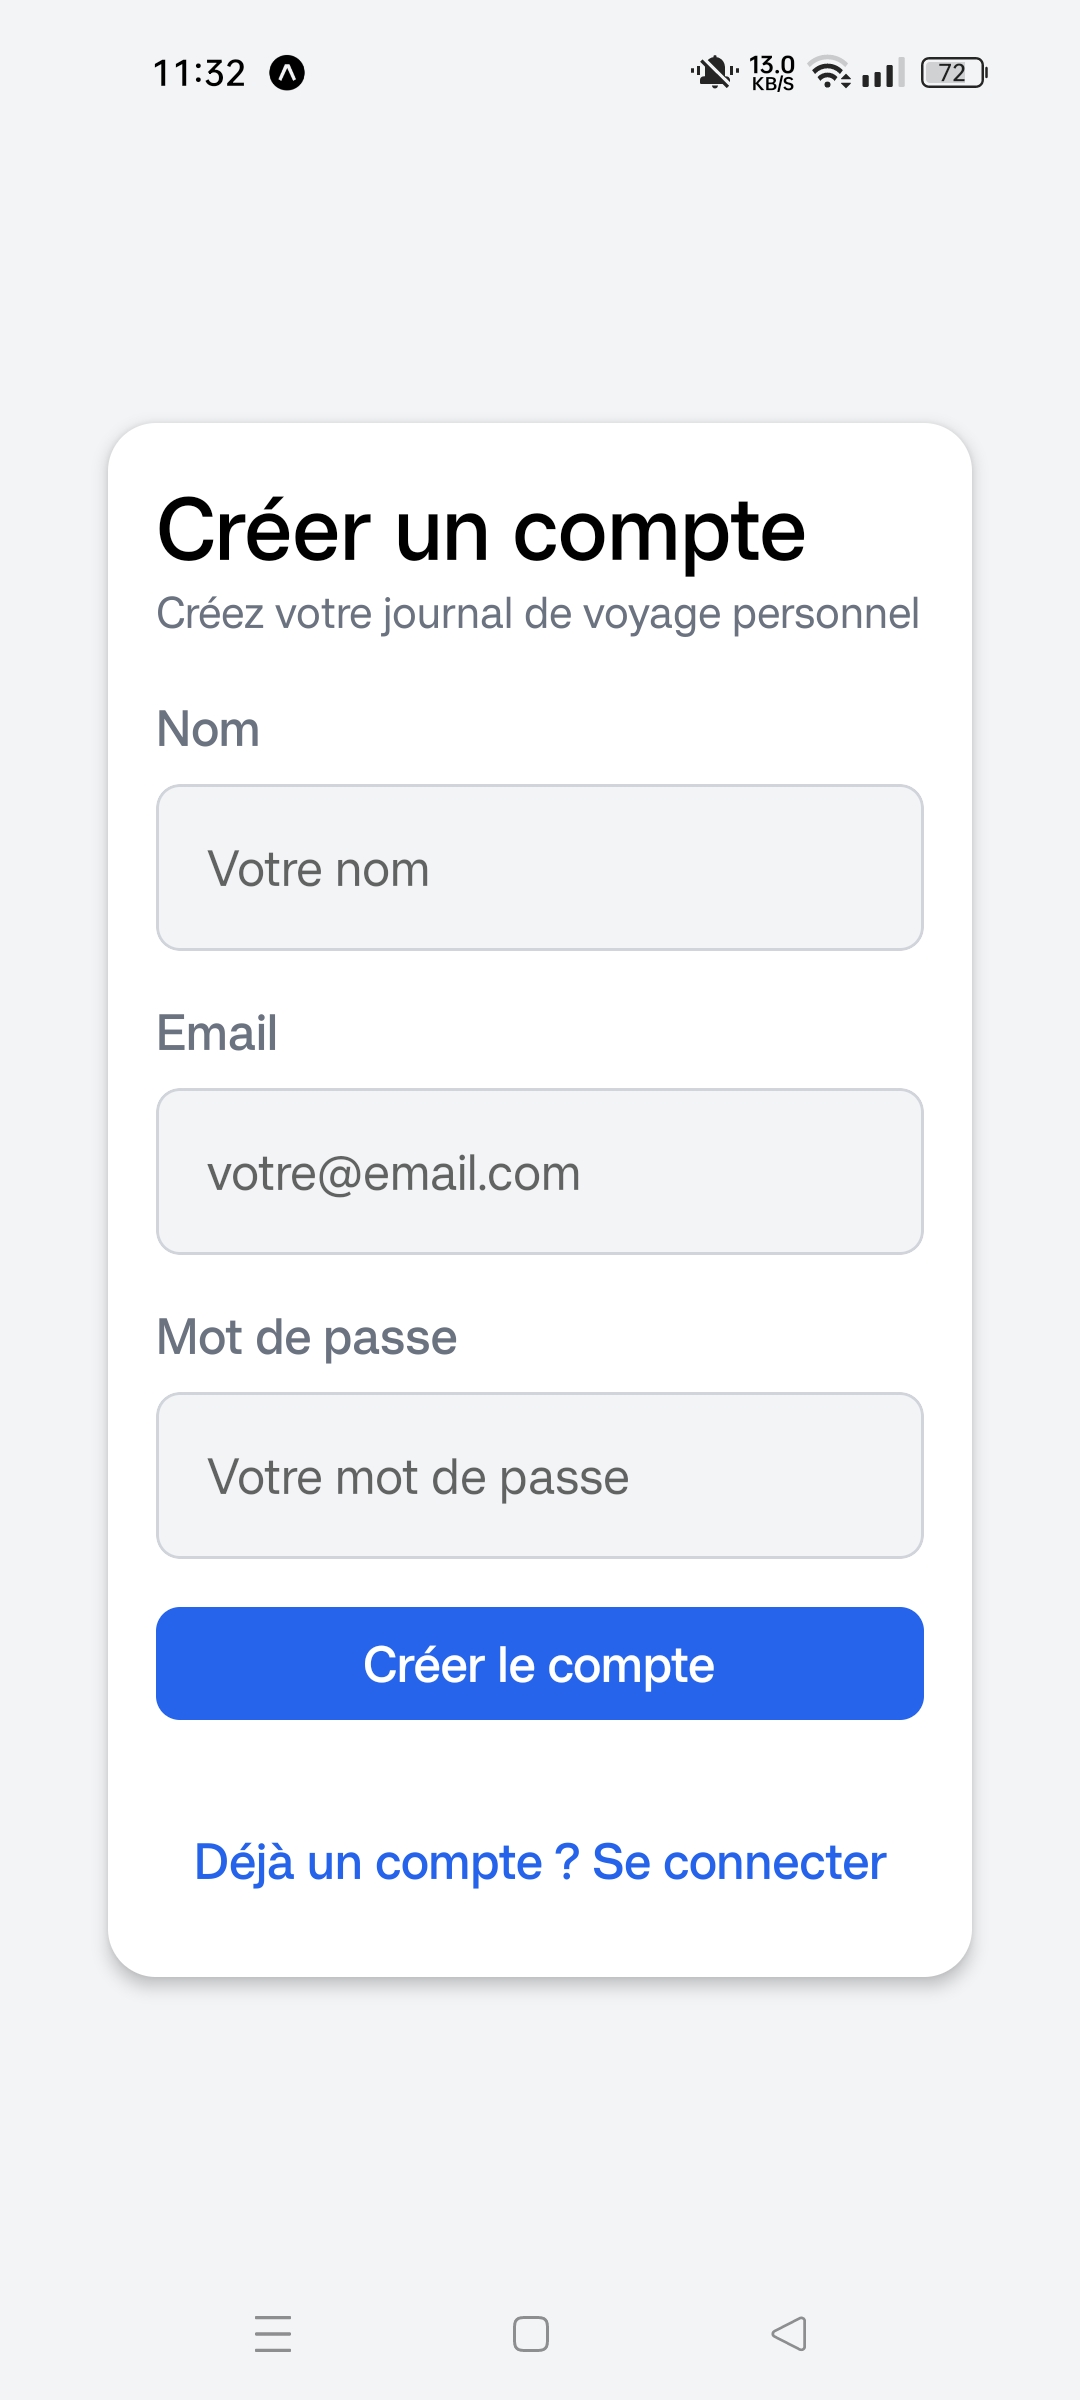 11:32 13.0 KB/S 72
Créer un compte
Créez votre journal de voyage personnel
Nom
Votre nom
Email
votre@email.com
Mot de passe
Votre mot de passe
Créer le compte
Déjà un compte ? Se connecter